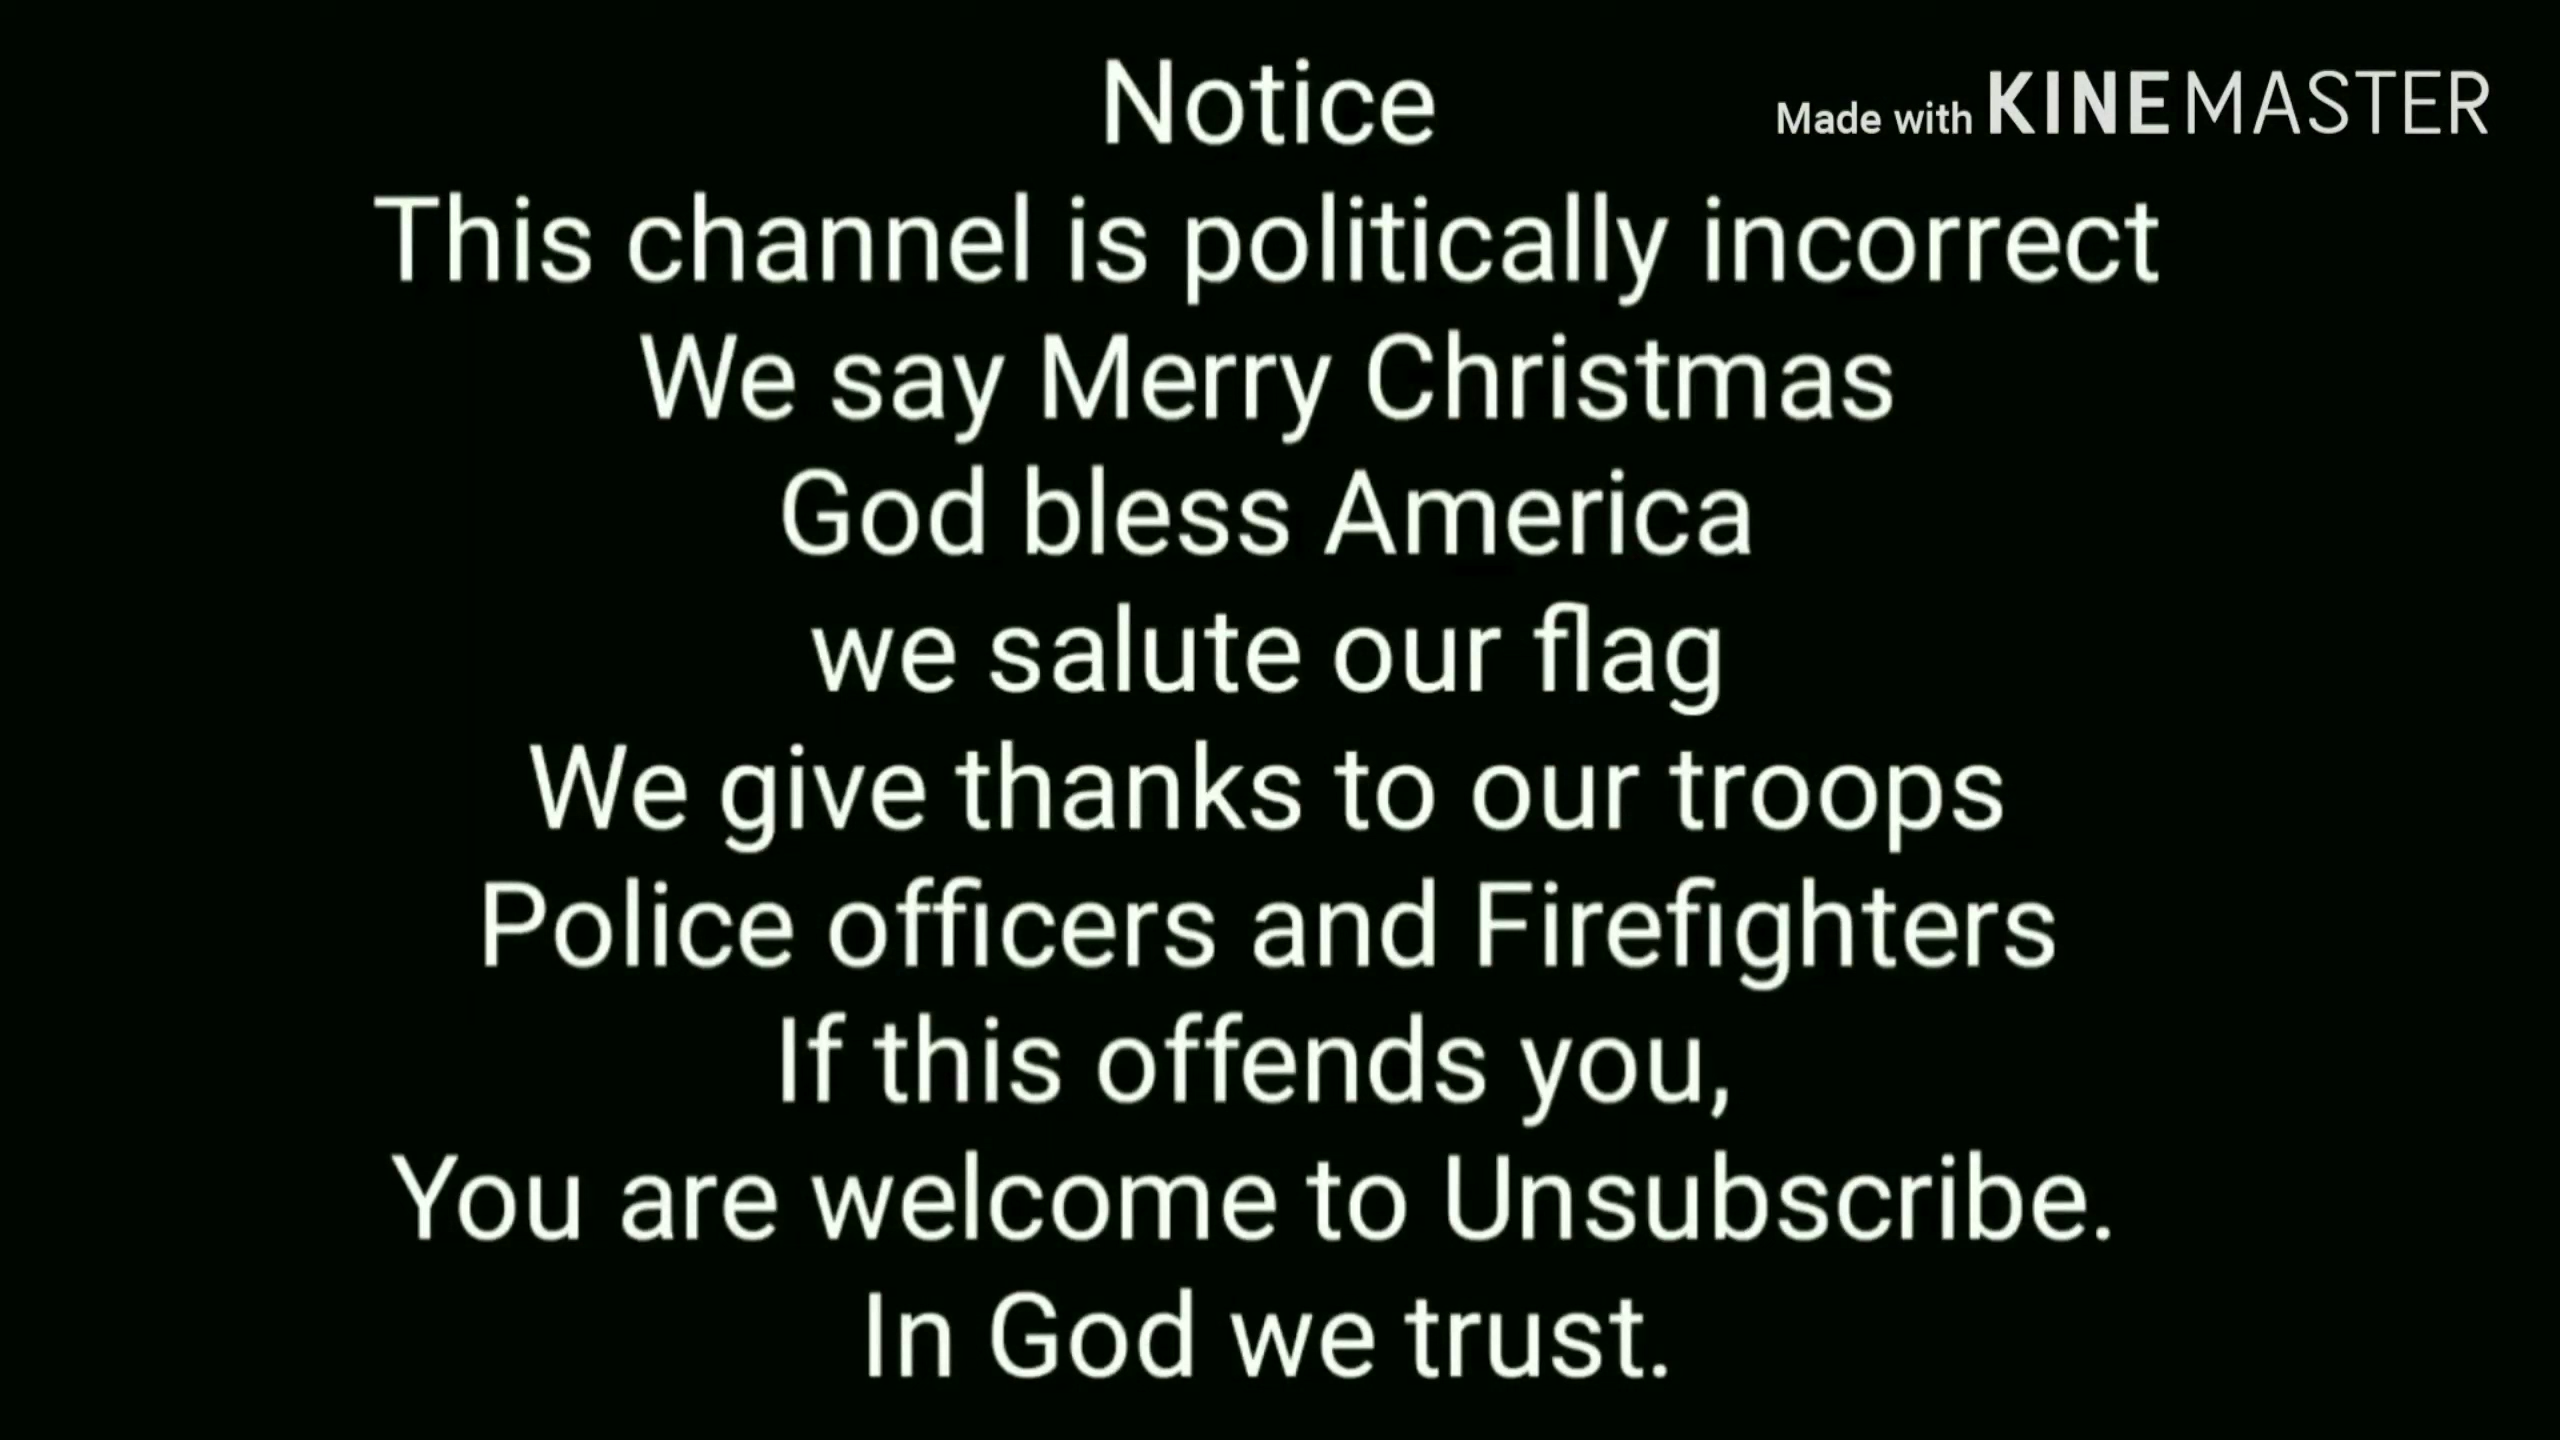 Notice
Made with KINEMASTER
This channel is politically incorrect
We say Merry Christmas
God bless America
we salute our flag
We give thanks to our troops
Police officers and Firefighters
If this offends you,
You are welcome to Unsubscribe.
In God we trust.